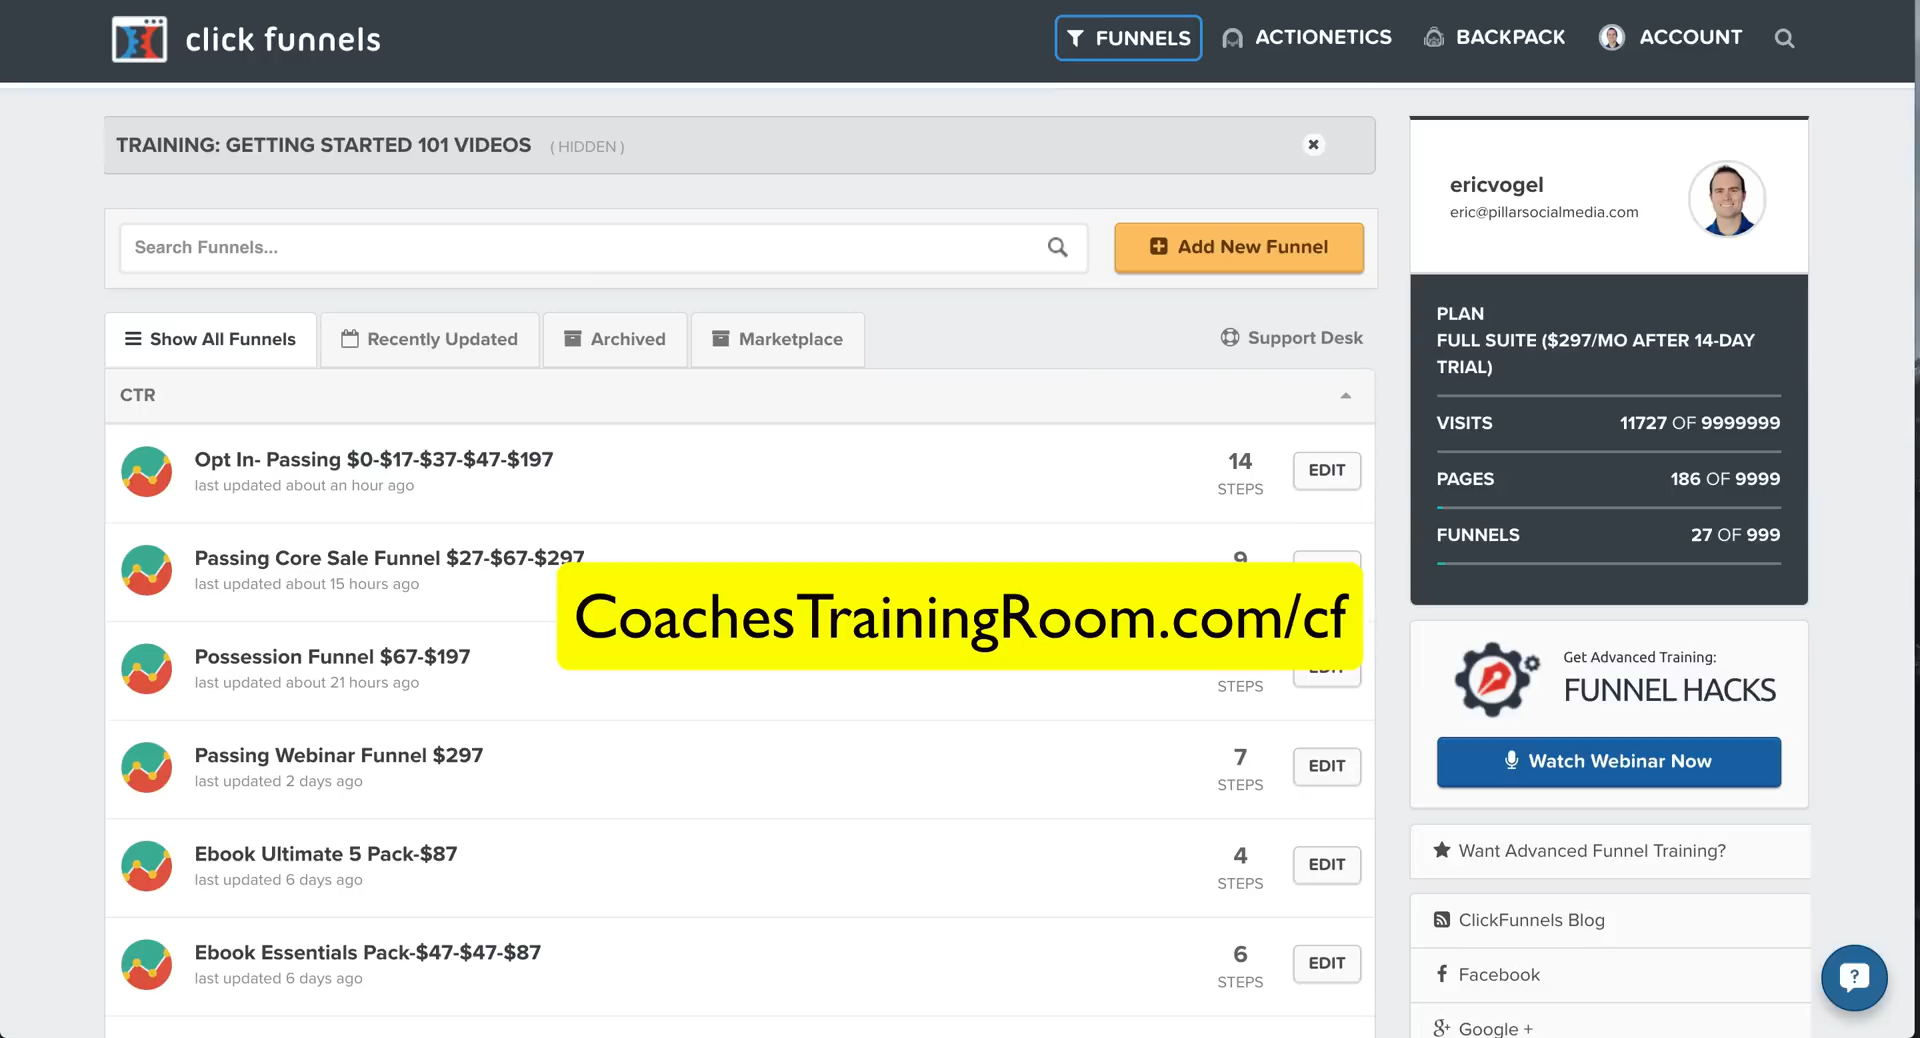 click funnels
FUNNELS
ACTIONETICS
BACKPACK
ACCOUNT
TRAINING: GETTING STARTED 101 VIDEOS ( HIDDEN )
Search Funnels...
Add New Funnel
Show All Funnels
Recently Updated
Archived
Marketplace
Support Desk
CTR
Opt In- Passing $0-$17-$37-$47-$197
last updated about an hour ago
14
STEPS
EDIT
Passing Core Sale Funnel $27-$67-$297
last updated about 15 hours ago
9
CoachesTrainingRoom.com/cf
Possession Funnel $67-$197
last updated about 21 hours ago
STEPS
EDIT
Passing Webinar Funnel $297
last updated 2 days ago
7
STEPS
EDIT
Ebook Ultimate 5 Pack-$87
last updated 6 days ago
4
STEPS
EDIT
Ebook Essentials Pack-$47-$47-$87
last updated 6 days ago
6
STEPS
EDIT
ericvogel
eric@pillarsocialmedia.com
PLAN
FULL SUITE ($297/MO AFTER 14-DAY
TRIAL)
VISITS 11727 OF 9999999
PAGES 186 OF 9999
FUNNELS 27 OF 999
Get Advanced Training:
FUNNEL HACKS
Watch Webinar Now
Want Advanced Funnel Training?
ClickFunnels Blog
Facebook
Google +